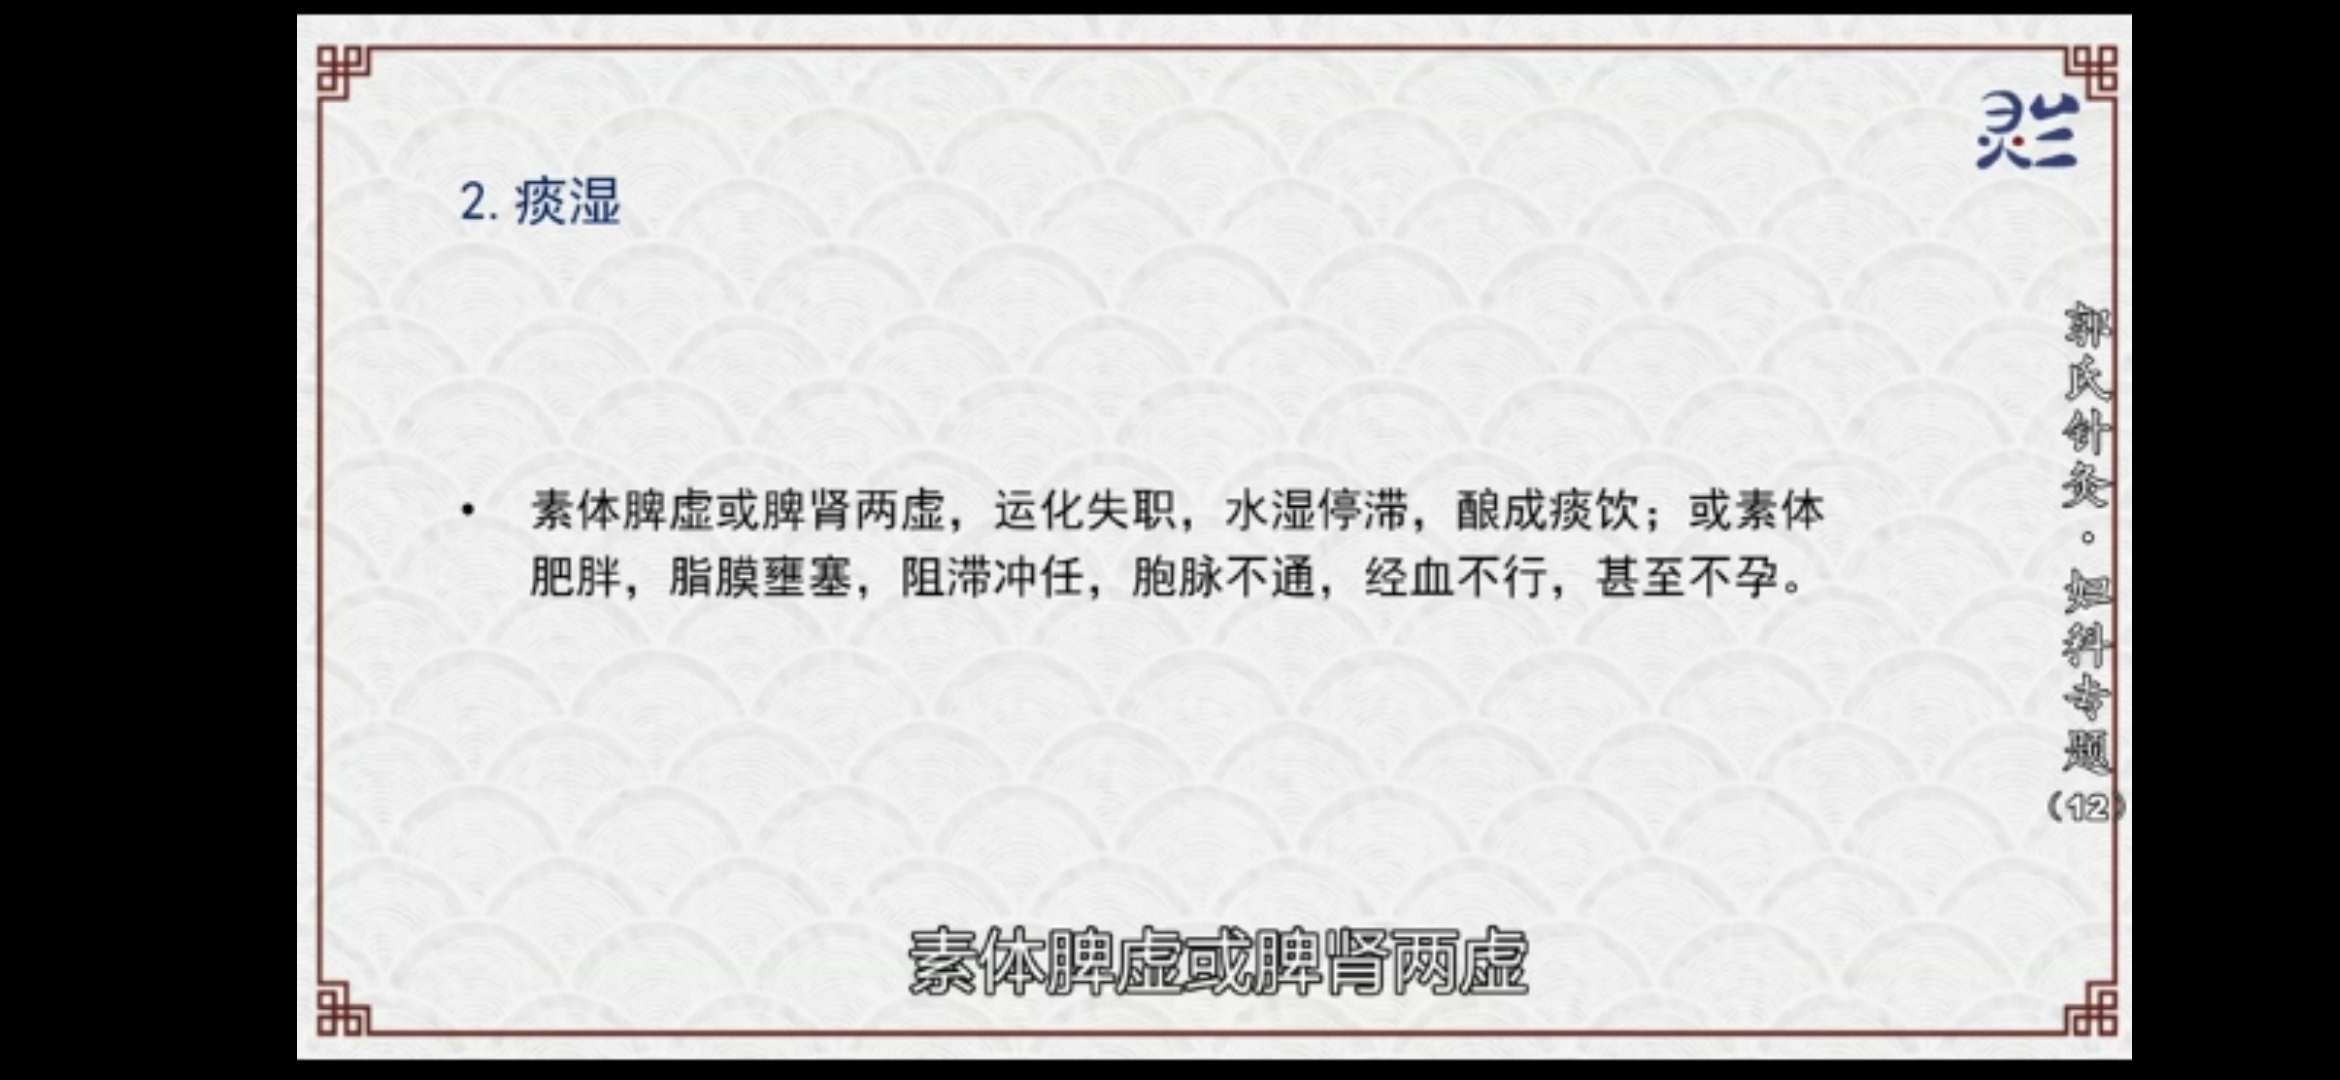 灵兰
2. 痰湿
• 素体脾虚或脾肾两虚，运化失职，水湿停滞，酿成痰饮；或素体
肥胖，脂膜壅塞，阻滞冲任，胞脉不通，经血不行，甚至不孕。
郭氏针灸·妇科专题(12)
素体脾虚或脾肾两虚